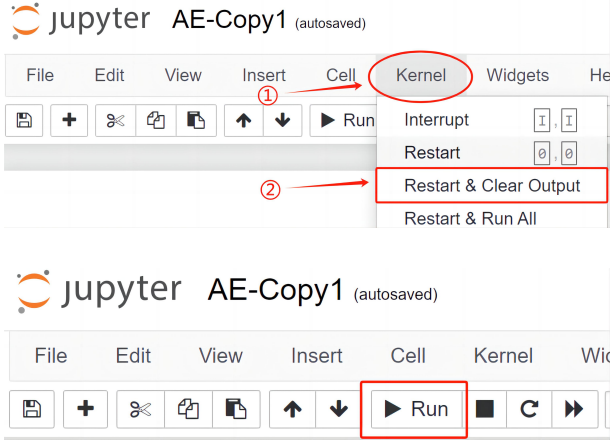 jupyter AE-Copy1 (autosaved)
File Edit View Insert Cell Kernel Widgets He
① Run
Interrupt I , I
Restart 0 , 0
② Restart & Clear Output
Restart & Run All
jupyter AE-Copy1 (autosaved)
File Edit View Insert Cell Kernel Wid
Run